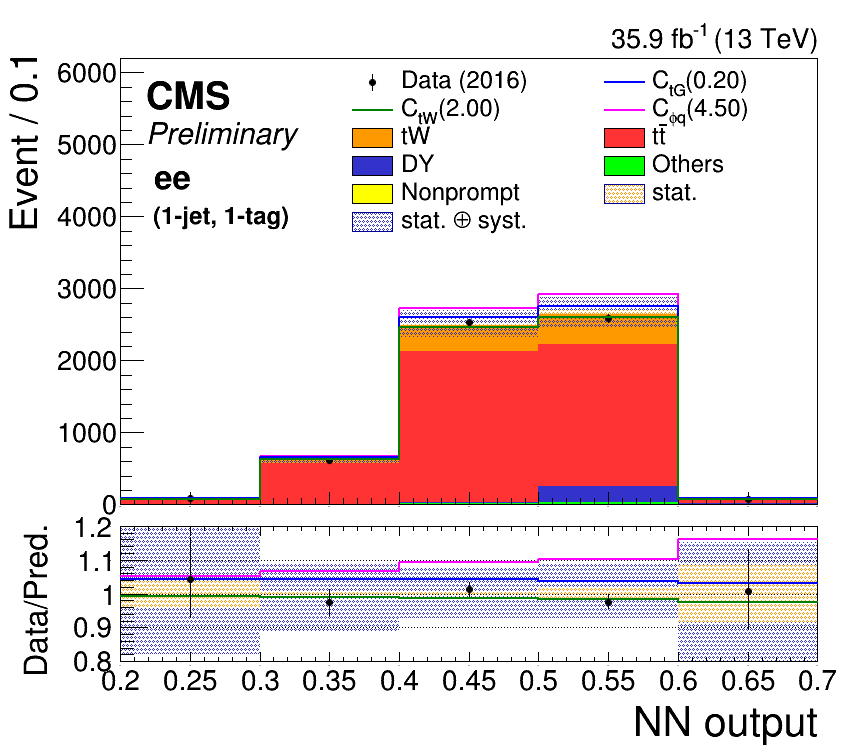 35.9 fb⁻¹ (13 TeV)
Event / 0.1
6000
5000
4000
3000
2000
1000
0
CMS
Preliminary
ee
(1-jet, 1-tag)
Data (2016)
C_tG(0.20)
C_tW(2.00)
C_ϕq(4.50)
tW
tt̄
DY
Others
Nonprompt
stat.
stat. ⊕ syst.
Data/Pred.
1.2
1.1
1
0.9
0.8
0.2 0.25 0.3 0.35 0.4 0.45 0.5 0.55 0.6 0.65 0.7
NN output